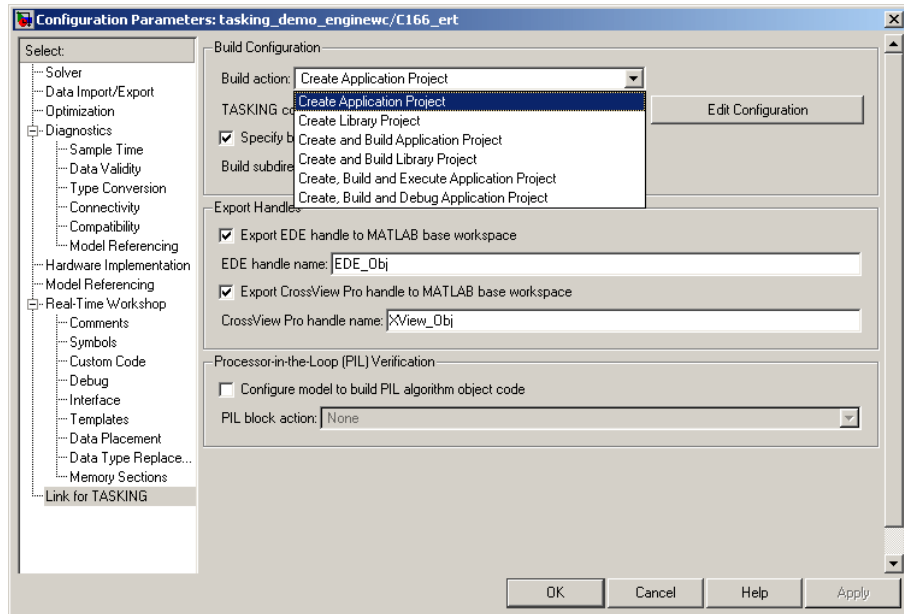 Configuration Parameters: tasking_demo_enginewc/C166_ert
Select:
Solver
Data Import/Export
Optimization
Diagnostics
Sample Time
Data Validity
Type Conversion
Connectivity
Compatibility
Model Referencing
Hardware Implementation
Model Referencing
Real-Time Workshop
Comments
Symbols
Custom Code
Debug
Interface
Templates
Data Placement
Data Type Replace...
Memory Sections
Link for TASKING
Build Configuration
Build action: Create Application Project
Create Application Project
Create Library Project
Create and Build Application Project
Create and Build Library Project
Create, Build and Execute Application Project
Create, Build and Debug Application Project
TASKING co
Edit Configuration
Specify b
Build subdire
Export Handles
Export EDE handle to MATLAB base workspace
EDE handle name: EDE_Obj
Export CrossView Pro handle to MATLAB base workspace
CrossView Pro handle name: XView_Obj
Processor-in-the-Loop (PIL) Verification
Configure model to build PIL algorithm object code
PIL block action: None
OK Cancel Help Apply